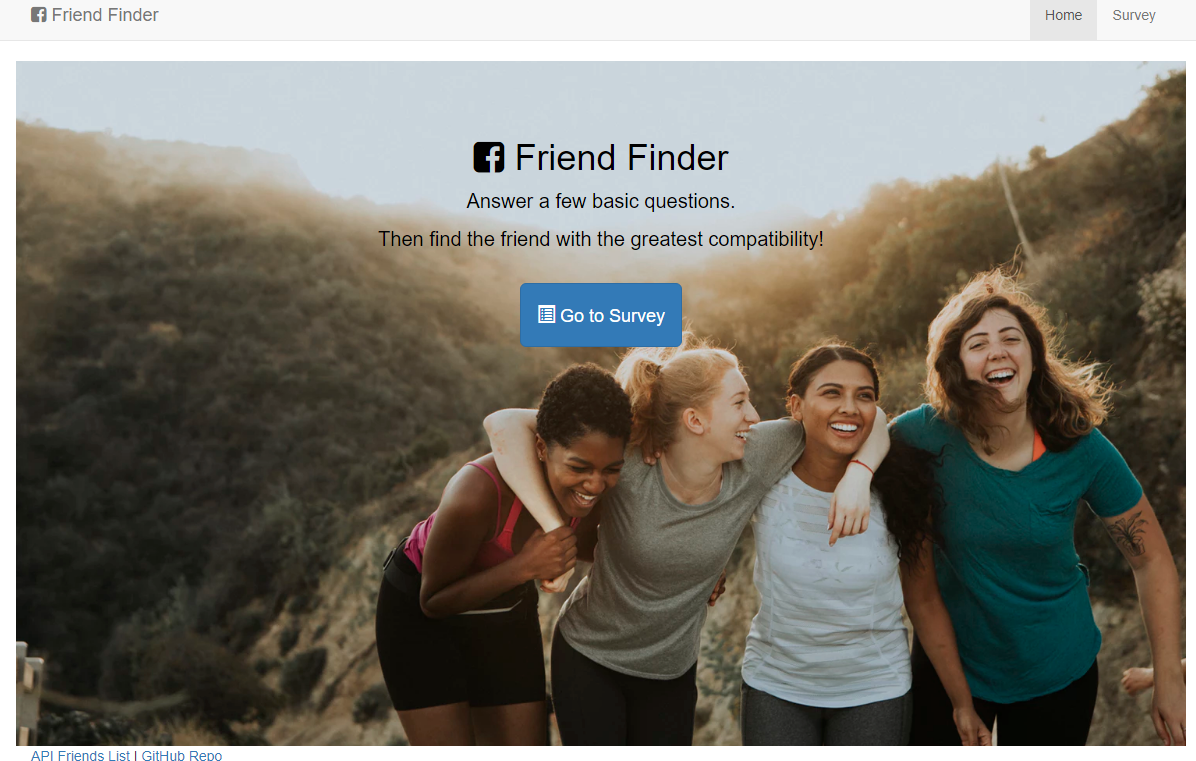 Friend Finder
Home
Survey
Friend Finder
Answer a few basic questions.
Then find the friend with the greatest compatibility!
Go to Survey
API Friends List | GitHub Repo